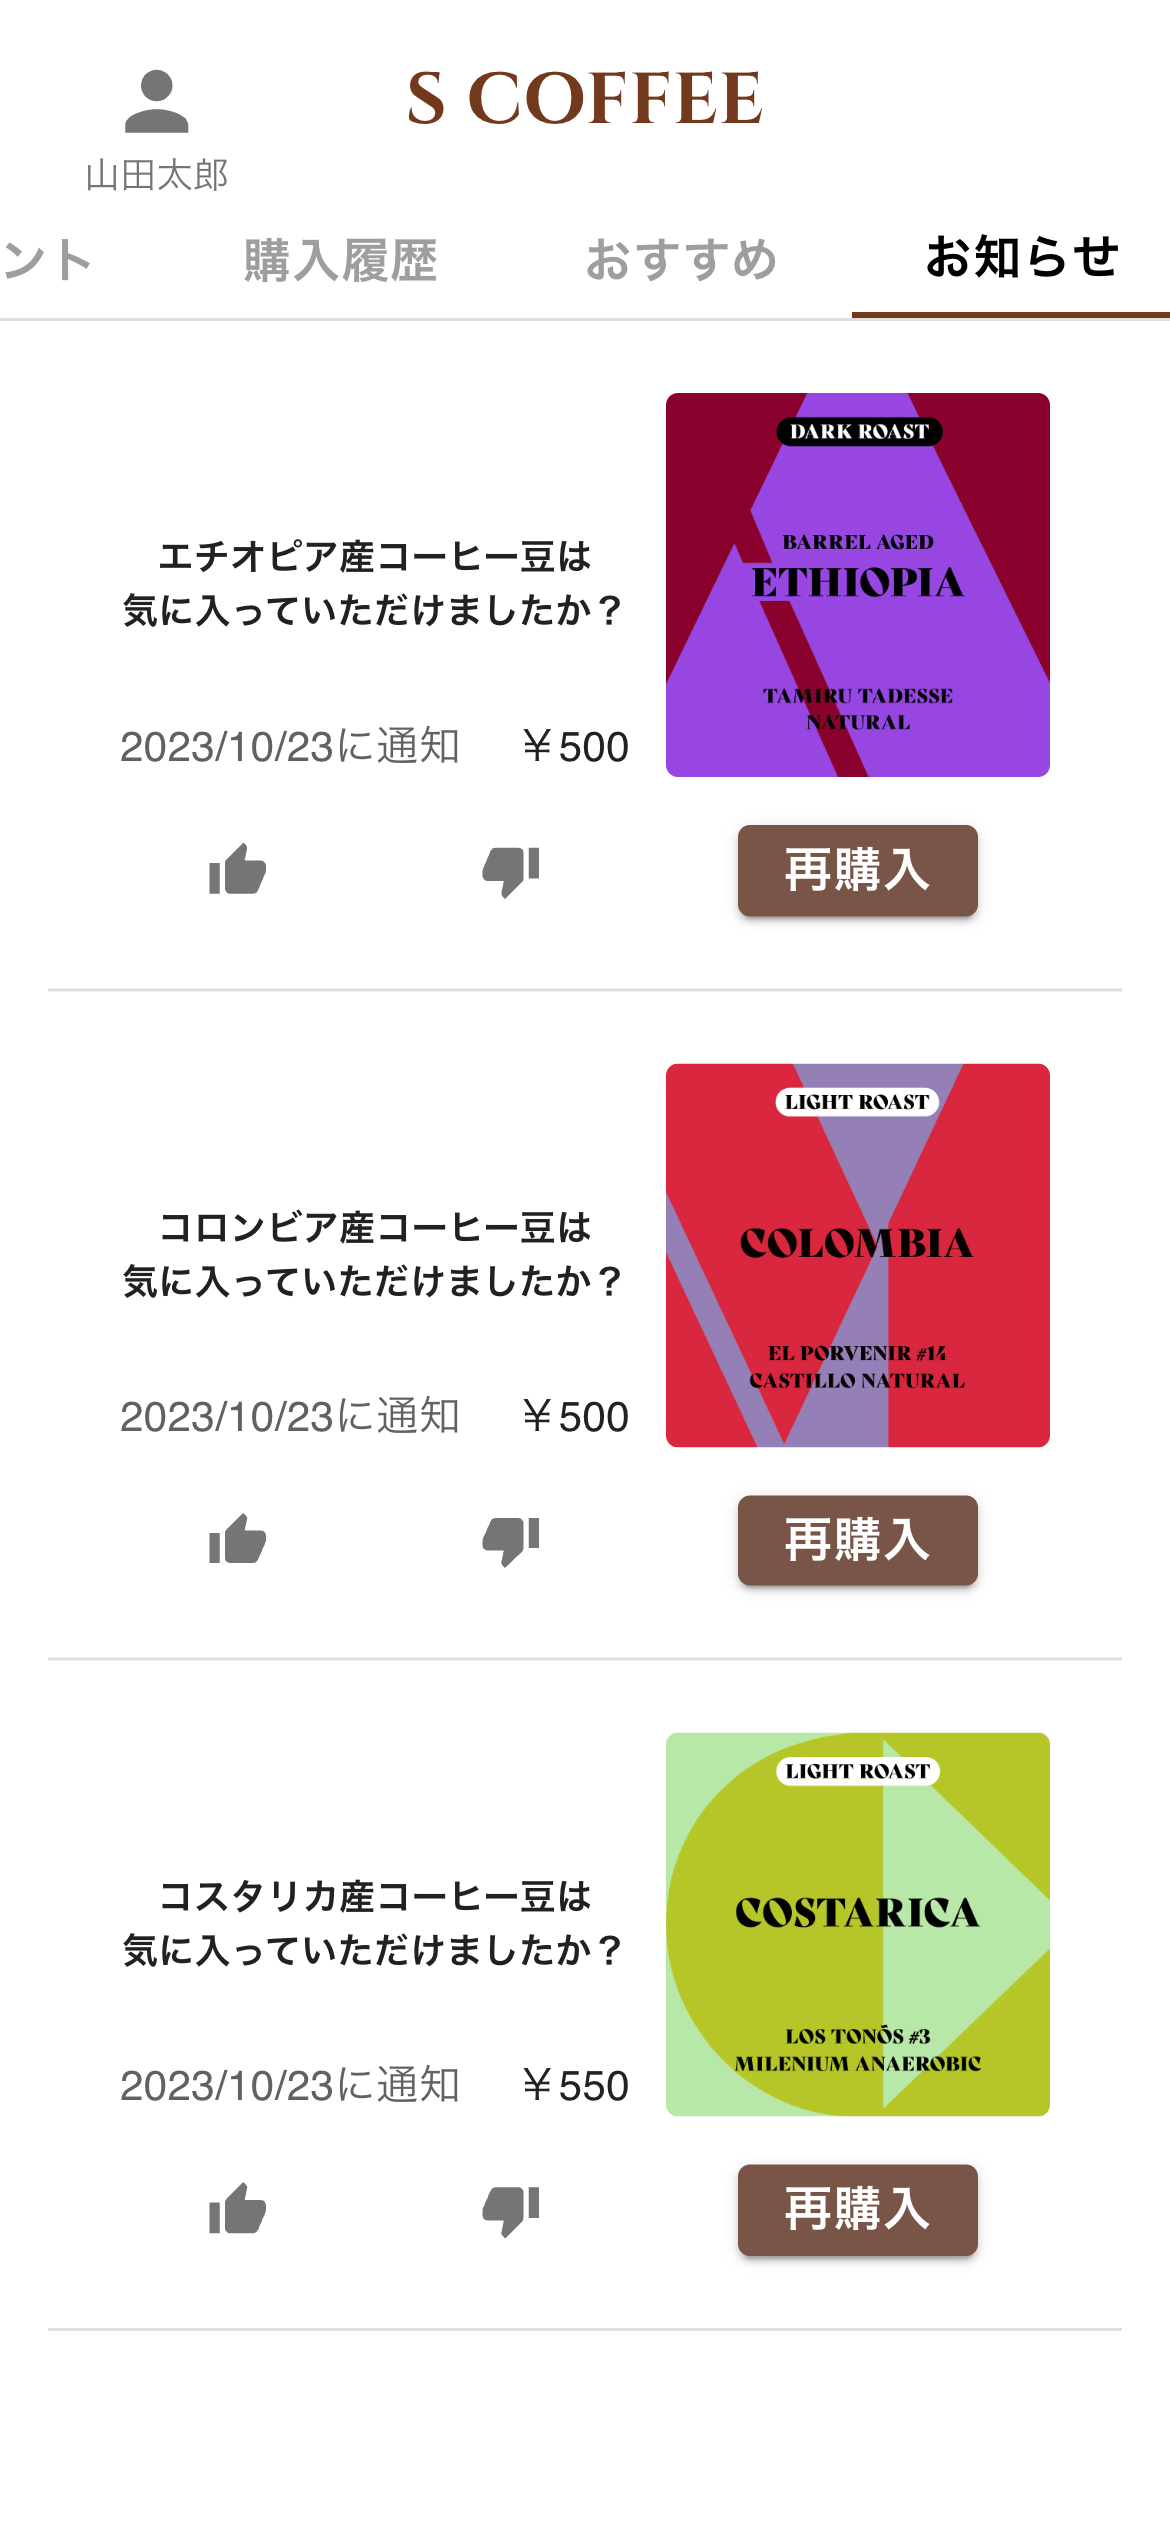 S COFFEE
山田太郎
ント 購入履歴 おすすめ お知らせ
DARK ROAST
BARREL AGED
ETHIOPIA
TAMIRU TADESSE
NATURAL
エチオピア産コーヒー豆は
気に入っていただけましたか？
2023/10/23に通知 ￥500
再購入
LIGHT ROAST
COLOMBIA
EL PORVENIR #14
CASTILLO NATURAL
コロンビア産コーヒー豆は
気に入っていただけましたか？
2023/10/23に通知 ￥500
再購入
LIGHT ROAST
COSTARICA
LOS TONŐS #3
MILENIUM ANAEROBIC
コスタリカ産コーヒー豆は
気に入っていただけましたか？
2023/10/23に通知 ￥550
再購入